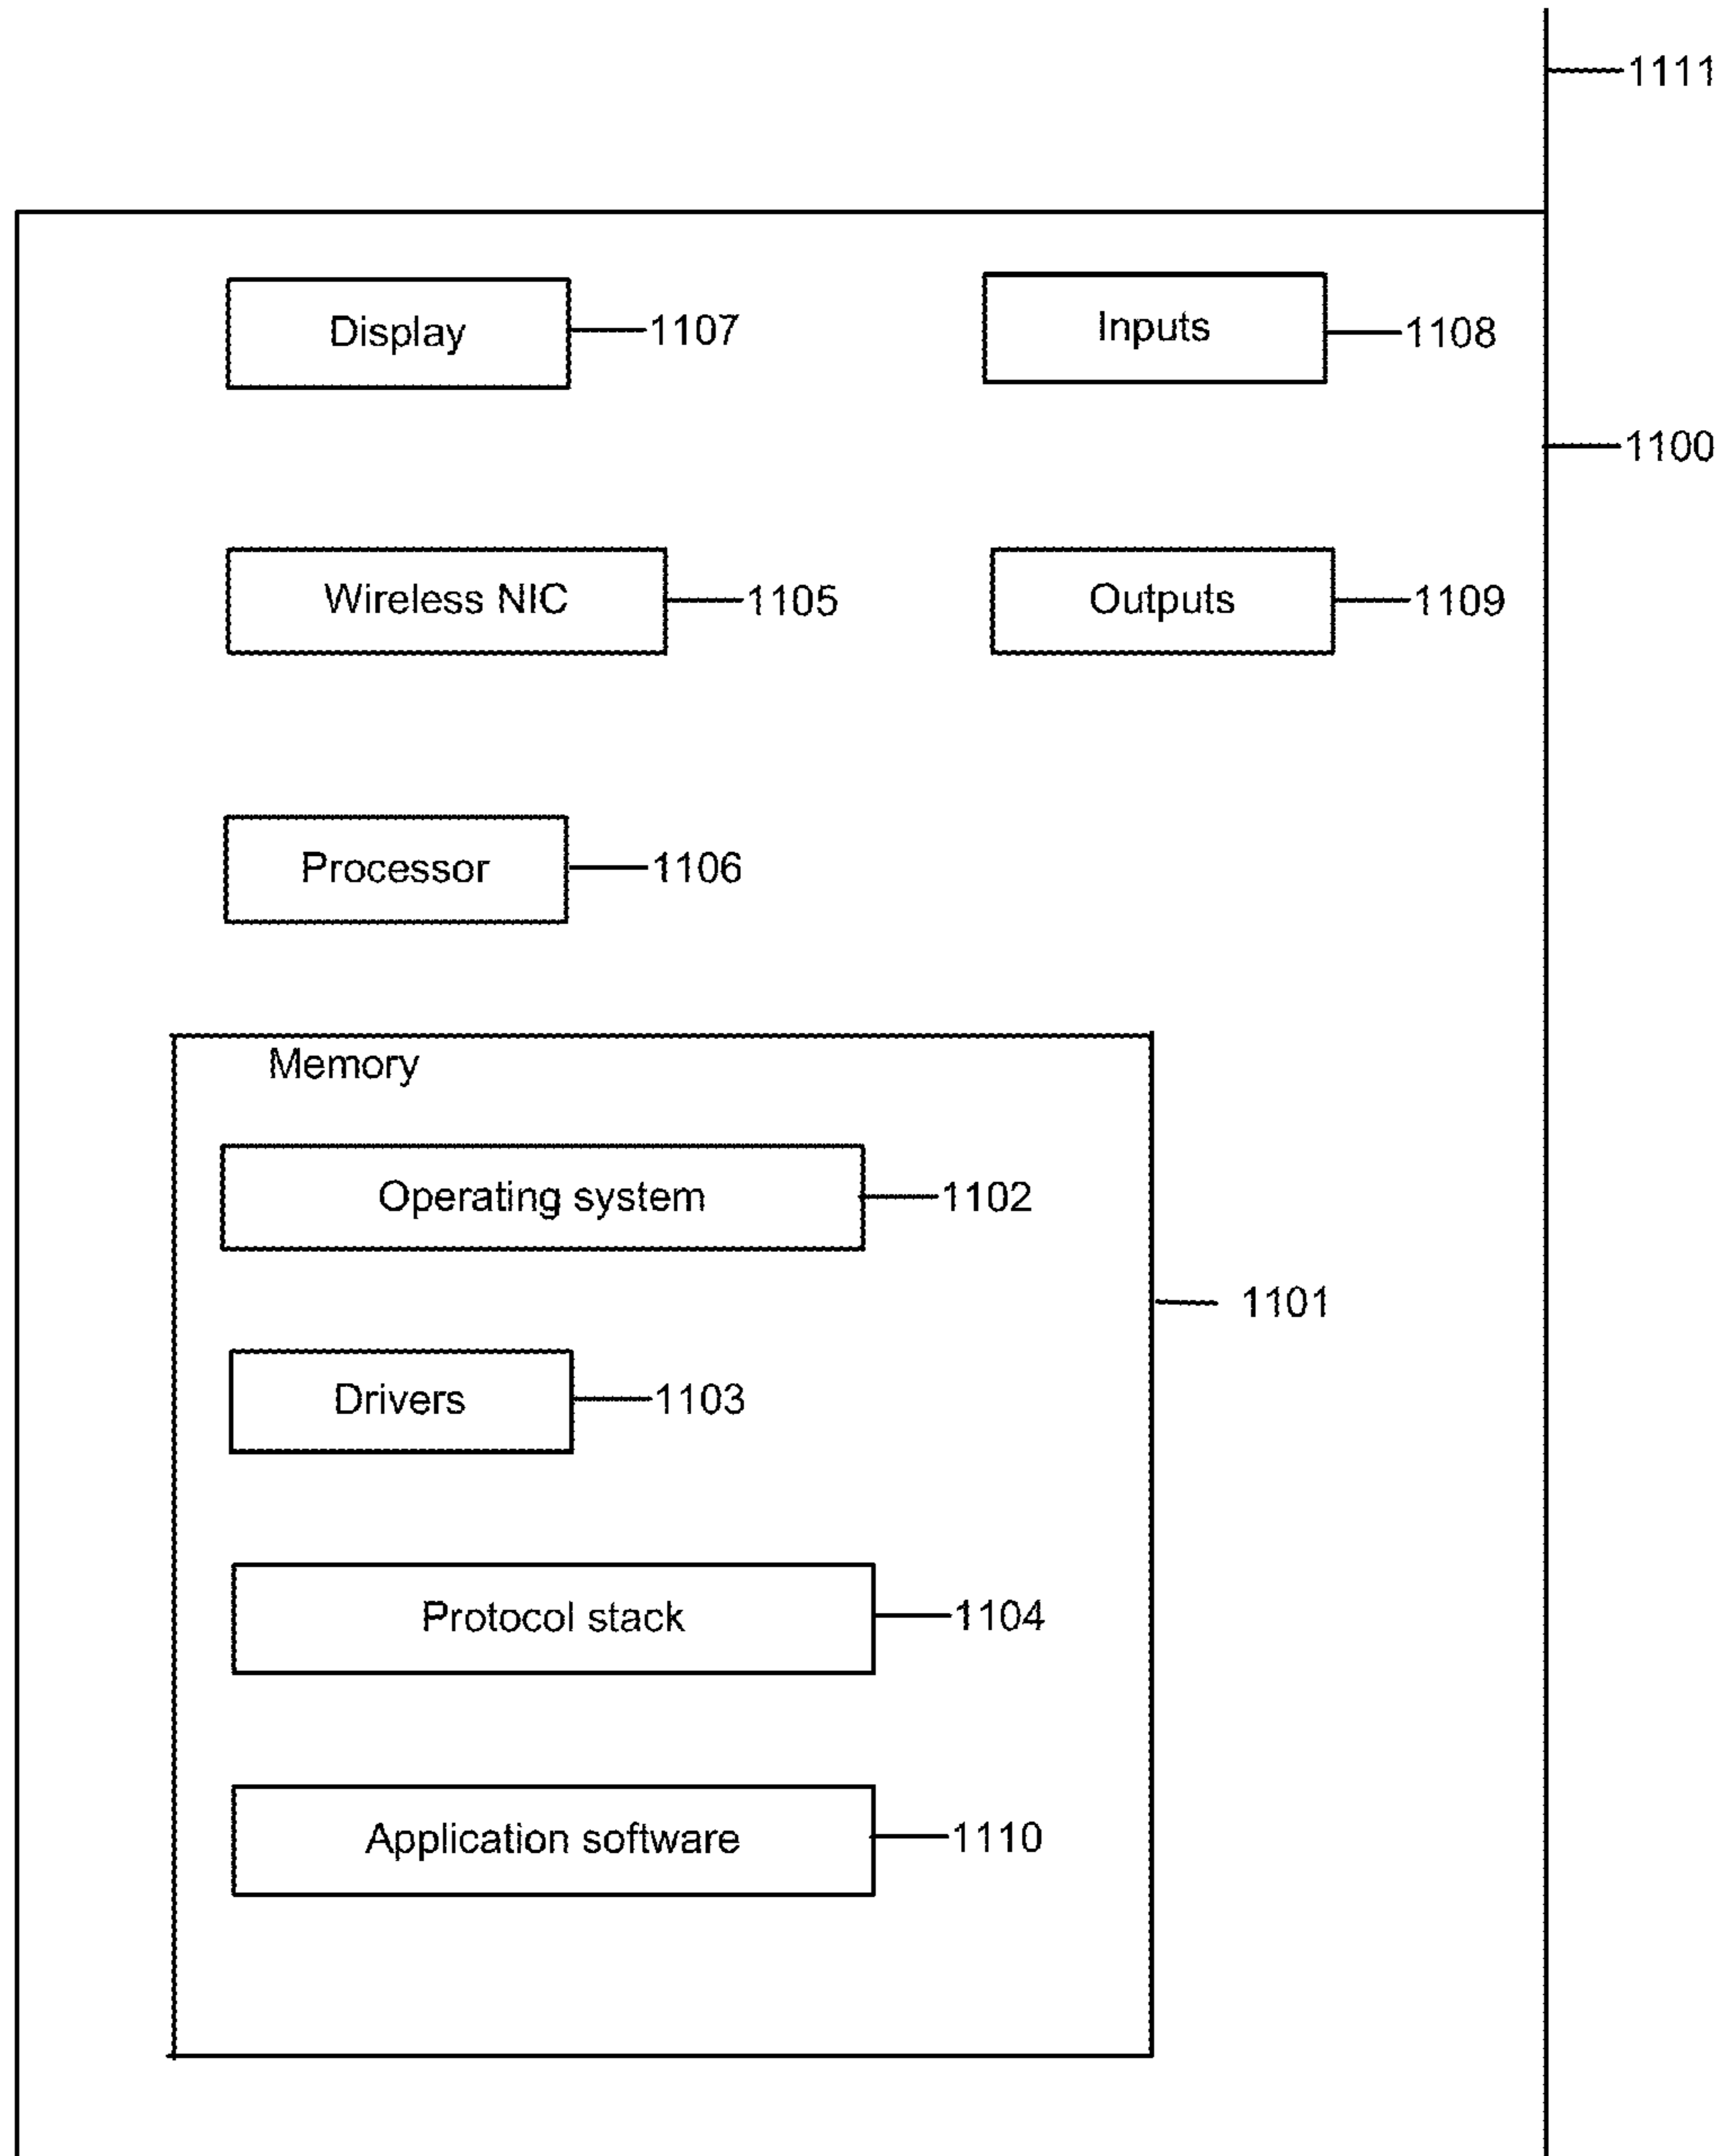 1111
Display 1107
Inputs 1108
1100
Wireless NIC 1105
Outputs 1109
Processor 1106
Memory
Operating system 1102
1101
Drivers 1103
Protocol stack 1104
Application software 1110